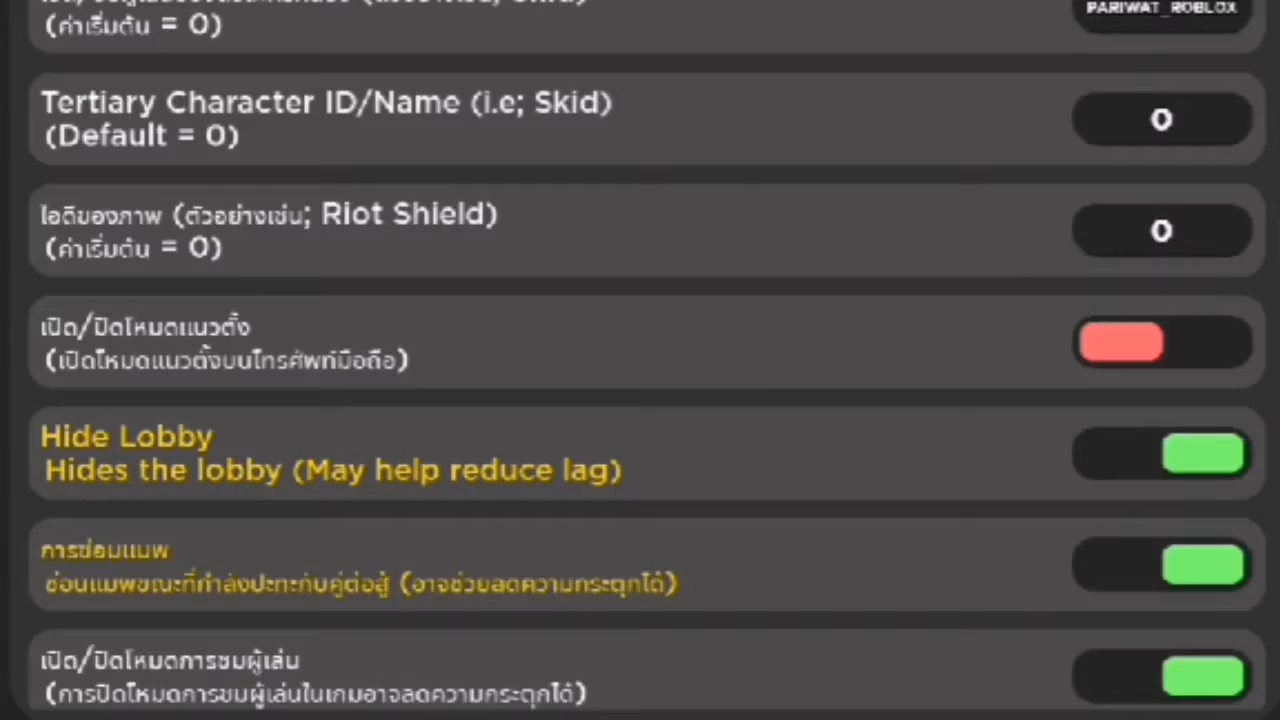 (ค่าเริ่มต้น = 0)
PARIWAT_ROBLOX
Tertiary Character ID/Name (i.e; Skid)
(Default = 0)
0
ไอดีของภาพ (ตัวอย่างเช่น; Riot Shield)
(ค่าเริ่มต้น = 0)
0
เปิด/ปิดโหมดแนวตั้ง
(เปิดโหมดแนวตั้งบนโทรศัพท์มือถือ)
Hide Lobby
Hides the lobby (May help reduce lag)
การซ่อนแมพ
ซ่อนแมพขณะที่กำลังปะทะกับคู่ต่อสู้ (อาจช่วยลดความกระตุกได้)
เปิด/ปิดโหมดการชมผู้เล่น
(การปิดโหมดการชมผู้เล่นในเกมอาจลดความกระตุกได้)